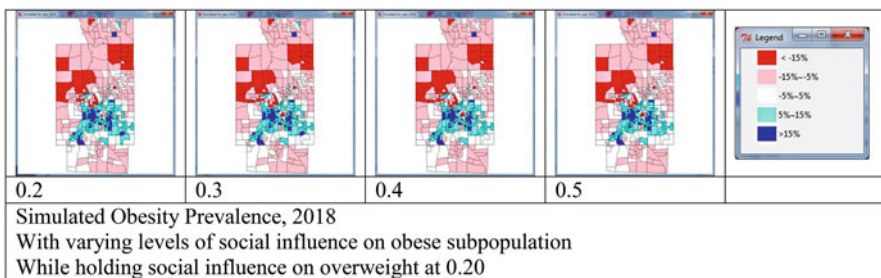 Legend
< -15%
-15%--5%
-5%~5%
5%~15%
>15%
0.2
0.3
0.4
0.5
Simulated Obesity Prevalence, 2018
With varying levels of social influence on obese subpopulation
While holding social influence on overweight at 0.20